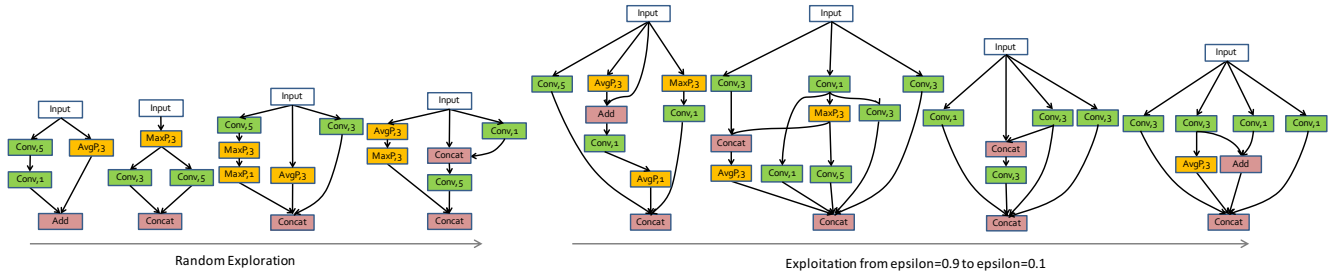 Input
Conv,5
AvgP,3
Conv,1
Add
Input
MaxP,3
Conv,3
Conv,5
Concat
Input
Conv,5
Conv,3
MaxP,3
MaxP,1
AvgP,3
Concat
Input
AvgP,3
Conv,1
MaxP,3
Concat
Conv,5
Concat
Random Exploration
Input
Conv,5
AvgP,3
MaxP,3
Add
Conv,1
Conv,1
AvgP,1
Concat
Input
Conv,3
Conv,1
Conv,3
MaxP,3
Conv,3
Concat
AvgP,3
Conv,1
Conv,5
Concat
Input
Conv,1
Conv,3
Conv,3
Concat
Conv,3
Concat
Input
Conv,3
Conv,3
Conv,1
Conv,1
AvgP,3
Add
Concat
Exploitation from epsilon=0.9 to epsilon=0.1